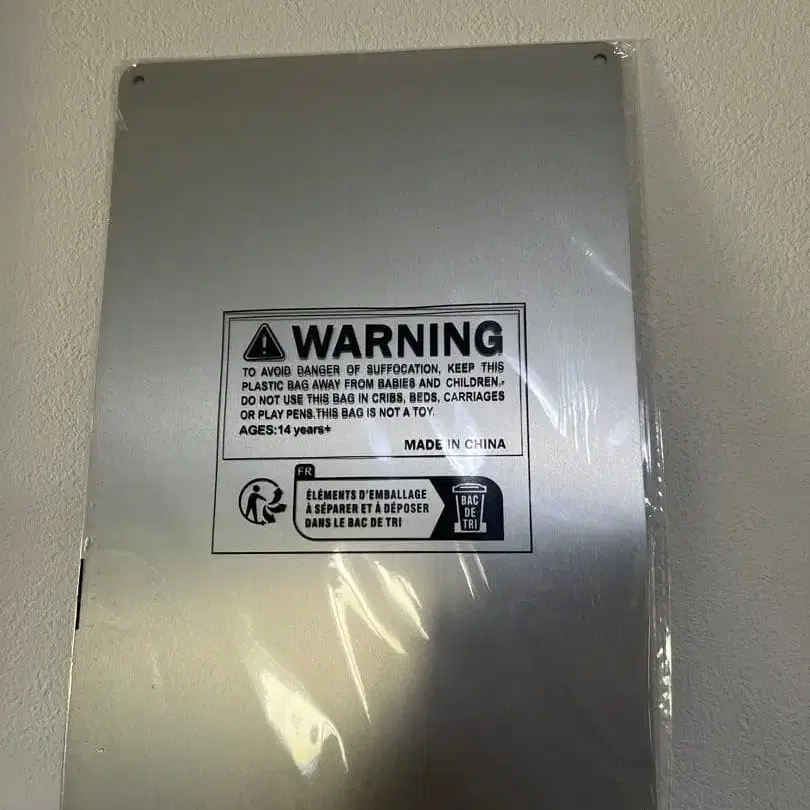 WARNING
TO AVOID DANGER OF SUFFOCATION, KEEP THIS
PLASTIC BAG AWAY FROM BABIES AND CHILDREN.
DO NOT USE THIS BAG IN CRIBS, BEDS, CARRIAGES
OR PLAY PENS.THIS BAG IS NOT A TOY.
AGES:14 years+
MADE IN CHINA
FR
ÉLÉMENTS D'EMBALLAGE
À SÉPARER ET À DÉPOSER
DANS LE BAC DE TRI
BAC
DE
TRI